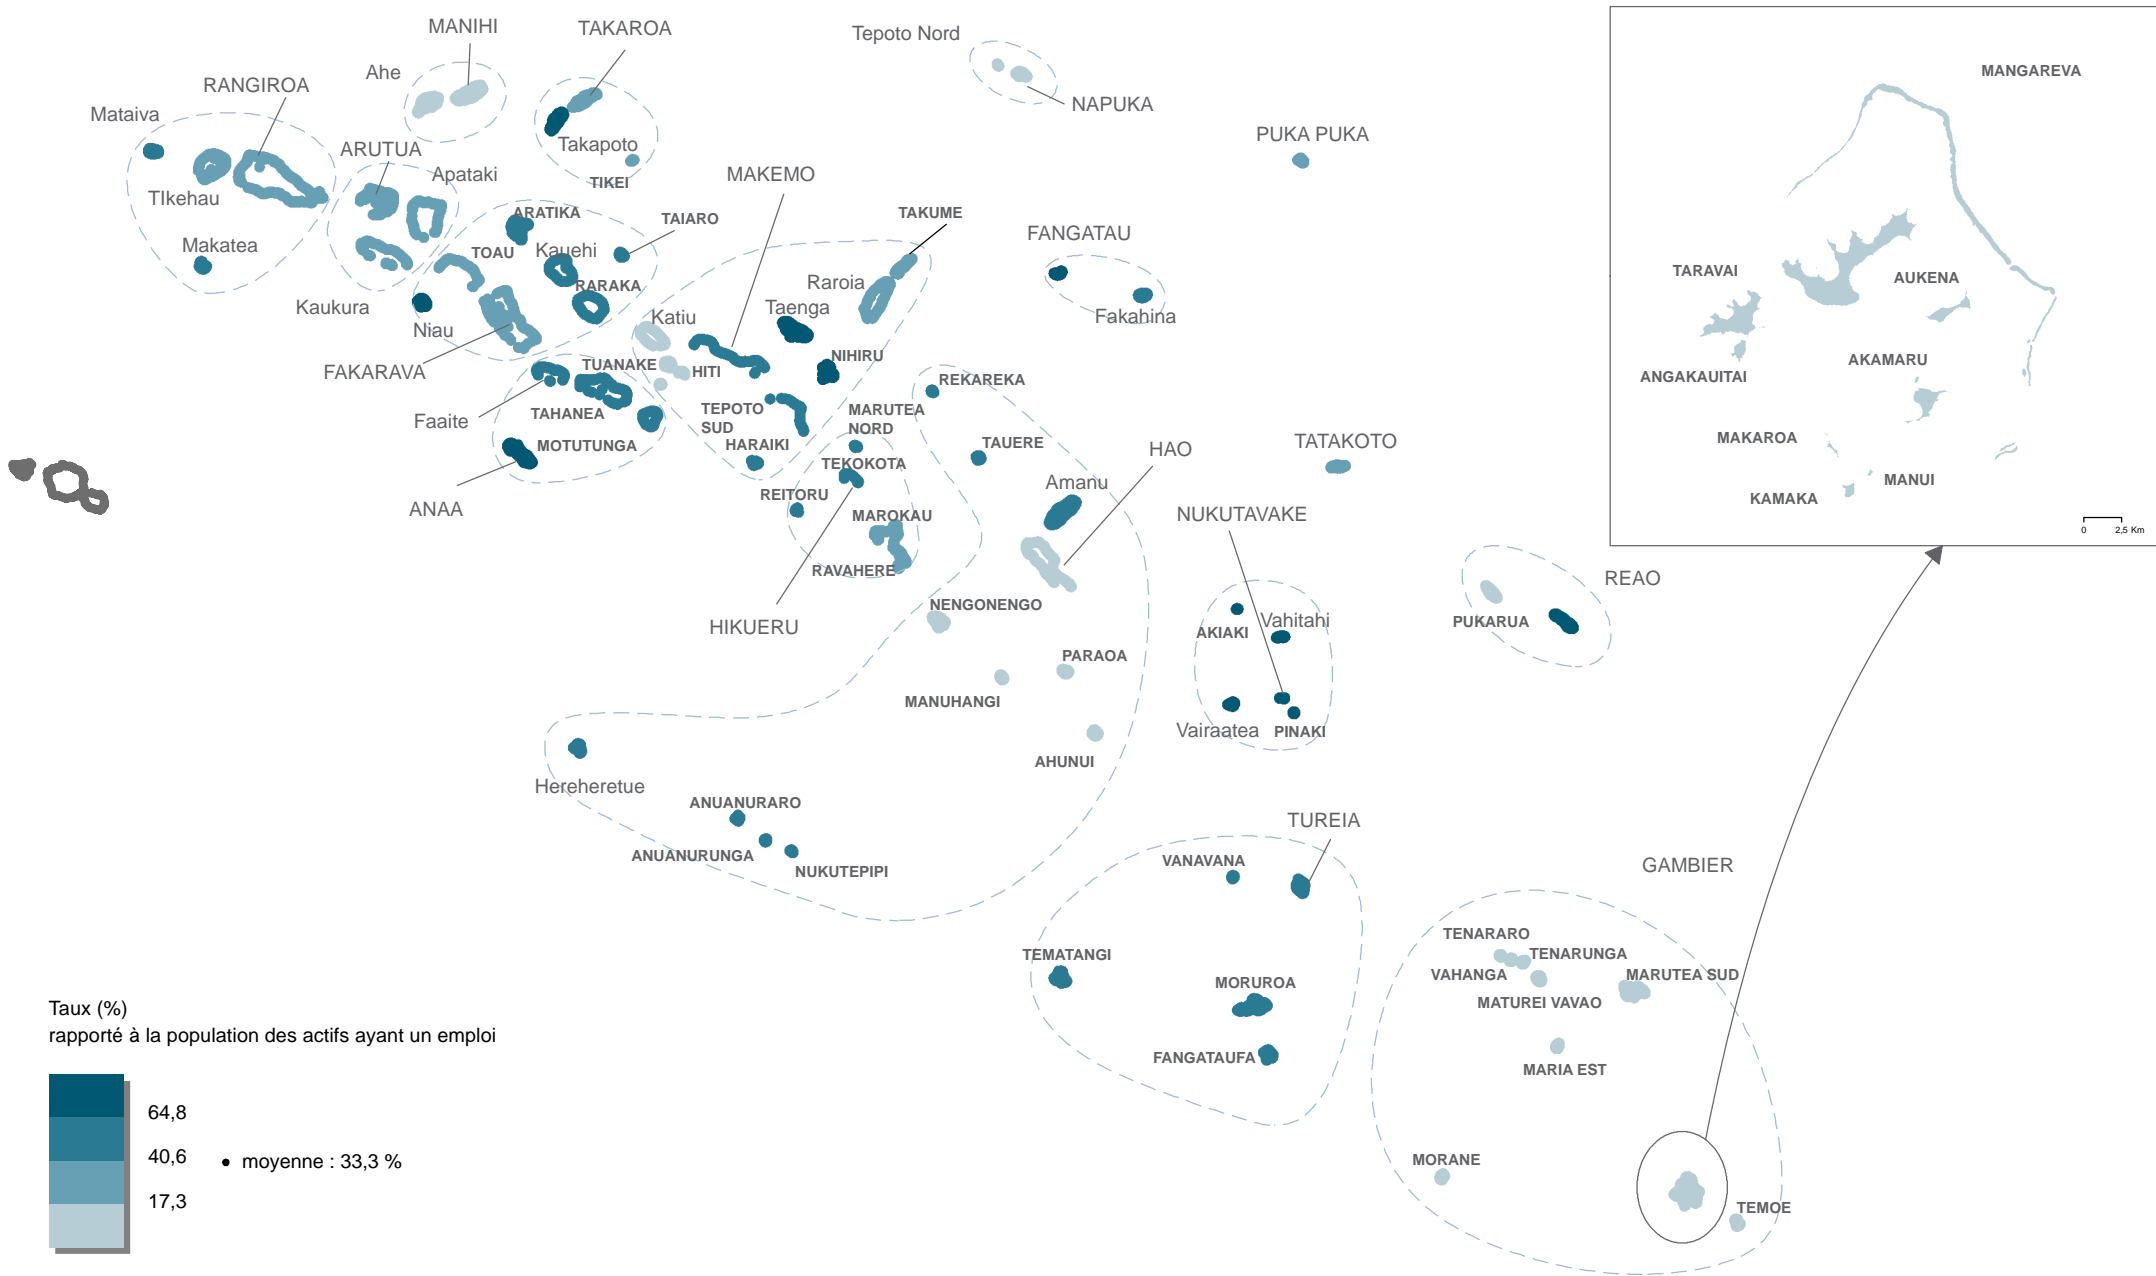 MANIHI
TAKAROA
Tepoto Nord
Ahe
RANGIROA
Mataiva
NAPUKA
MANGAREVA
ARUTUA
Takapoto
PUKA PUKA
Apataki
MAKEMO
TIKEI
TIkehau
ARATIKA
TAIARO
TAKUME
FANGATAU
Makatea
TOAU
Kauehi
TARAVAI
AUKENA
RARAKA
Raroia
Kaukura
Niau
Katiu
Taenga
Fakahina
NIHIRU
AKAMARU
FAKARAVA
TUANAKE
HITI
ANGAKAUITAI
REKAREKA
Faaite
TAHANEA
TEPOTO
SUD
MARUTEA
NORD
MAKAROA
MOTUTUNGA
HARAIKI
TAUERE
HAO
TATAKOTO
TEKOKOTA
MANUI
Amanu
REITORU
KAMAKA
ANAA
MAROKAU
NUKUTAVAKE
0
2,5 Km
RAVAHERE
REAO
NENGONENGO
HIKUERU
AKIAKI
Vahitahi
PUKARUA
PARAOA
MANUHANGI
Vairaatea
PINAKI
AHUNUI
Hereheretue
ANUANURARO
TUREIA
ANUANURUNGA
NUKUTEPIPI
VANAVANA
GAMBIER
TENARARO
TEMATANGI
TENARUNGA
VAHANGA
MARUTEA SUD
MORUROA
MATUREI VAVAO
Taux (%)
rapporté à la population des actifs ayant un emploi
FANGATAUFA
MARIA EST
64,8
40,6
moyenne : 33,3 %
17,3
MORANE
TEMOE